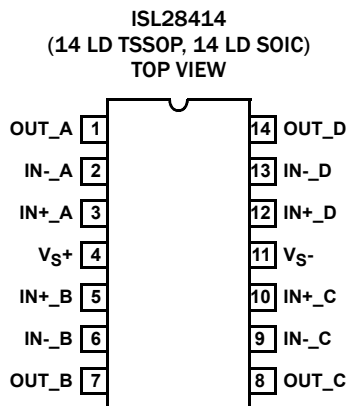 ISL28414
(14 LD TSSOP, 14 LD SOIC)
TOP VIEW
OUT_A 1 14 OUT_D
IN-_A 2 13 IN-_D
IN+_A 3 12 IN+_D
VS+ 4 11 VS-
IN+_B 5 10 IN+_C
IN-_B 6 9 IN-_C
OUT_B 7 8 OUT_C